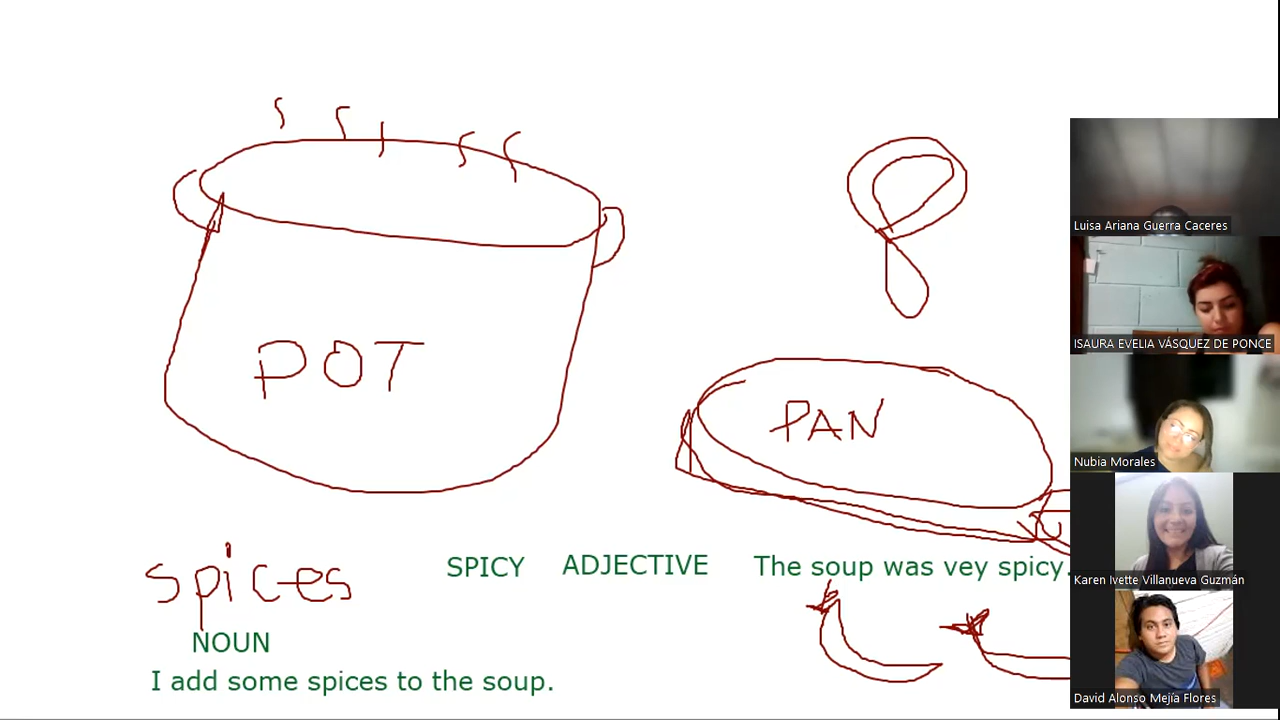 POT
PAN
spices
SPICY ADJECTIVE The soup was vey spicy.
NOUN
I add some spices to the soup.
Luisa Ariana Guerra Caceres
ISAURA EVELIA VÁSQUEZ DE PONCE
Nubia Morales
Karen Ivette Villanueva Guzmán
David Alonso Mejía Flores